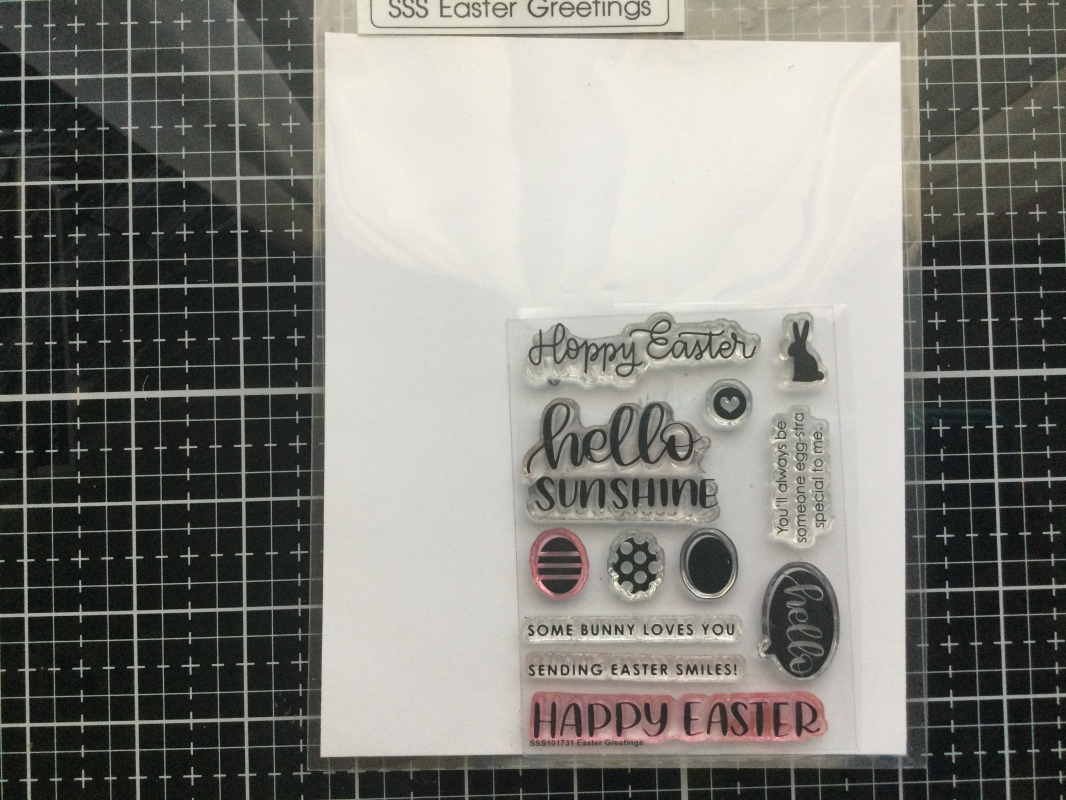 SSS Easter Greetings
Hoppy Easter
hello
SUNSHINE
You'll always be
someone egg-stra
special to me.
hello
SOME BUNNY LOVES YOU
SENDING EASTER SMILES!
HAPPY EASTER
SSS101731 Easter Greetings